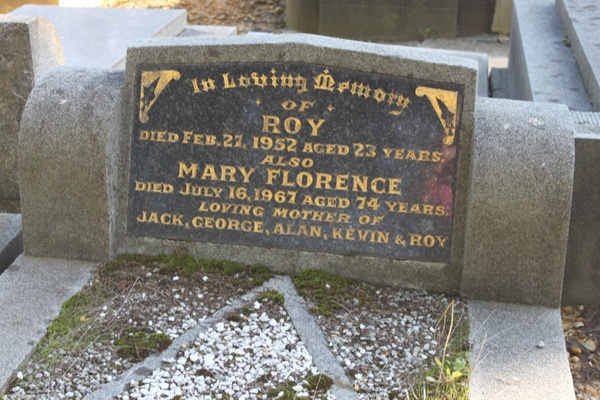 In Loving Memory
OF
ROY
DIED FEB. 27, 1952 AGED 23 YEARS.
ALSO
MARY FLORENCE
DIED JULY 16, 1967 AGED 74 YEARS.
LOVING MOTHER OF
JACK, GEORGE, ALAN, KEVIN & ROY